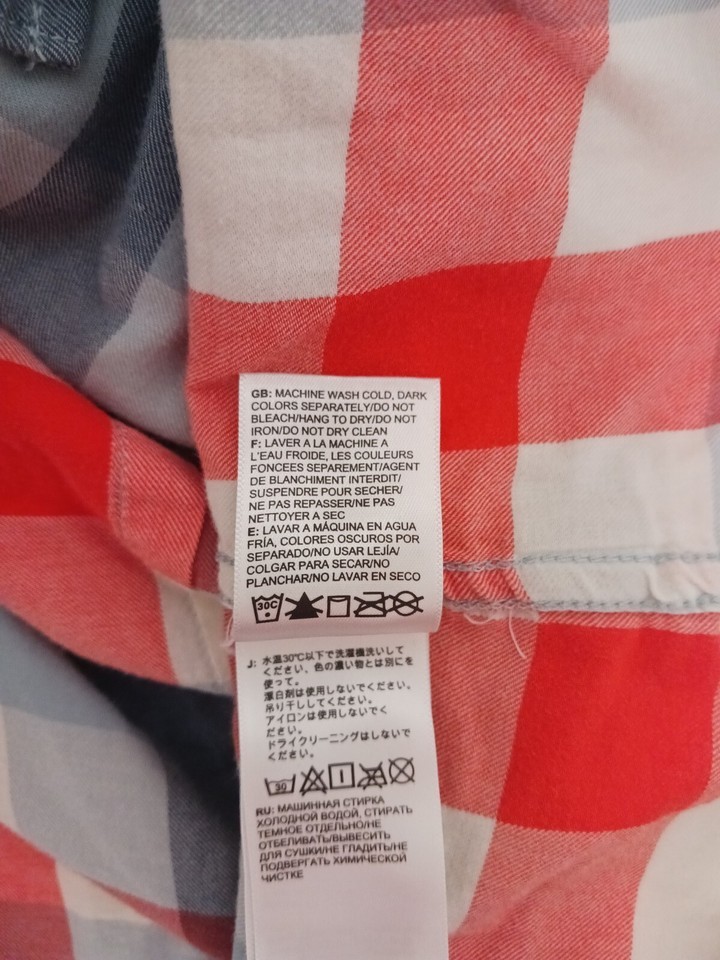 GB: MACHINE WASH COLD, DARK
COLORS SEPARATELY/DO NOT
BLEACH/HANG TO DRY/DO NOT
IRON/DO NOT DRY CLEAN
F: LAVER A LA MACHINE A
L'EAU FROIDE, LES COULEURS
FONCEES SEPAREMENT/AGENT
DE BLANCHIMENT INTERDIT/
SUSPENDRE POUR SECHER/
NE PAS REPASSER/NE PAS
NETTOYER A SEC
E: LAVAR A MÁQUINA EN AGUA
FRÍA, COLORES OSCUROS POR
SEPARADO/NO USAR LEJÍA/
COLGAR PARA SECAR/NO
PLANCHAR/NO LAVAR EN SECO
30C
J: 水温30℃以下で洗濯機洗いして
ください、色の濃い物とは別にを
使って。
漂白剤は使用しないでください。
吊り干ししてください。
アイロンは使用しないでく
ださい。
ドライクリーニングはしないで
ください。
30
RU: МАШИННАЯ СТИРКА
ХОЛОДНОЙ ВОДОЙ, СТИРАТЬ
ТЕМНОЕ ОТДЕЛЬНО/НЕ
ОТБЕЛИВАТЬ/ВЫВЕСИТЬ
ДЛЯ СУШКИ/НЕ ГЛАДИТЬ/НЕ
ПОДВЕРГАТЬ ХИМИЧЕСКОЙ
ЧИСТКЕ